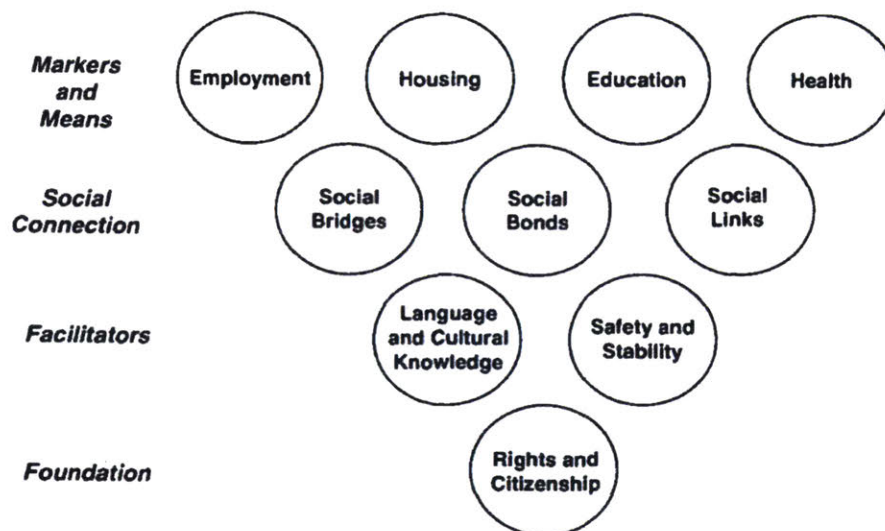 Markers
and
Means
Employment
Housing
Education
Health
Social
Connection
Social
Bridges
Social
Bonds
Social
Links
Facilitators
Language
and Cultural
Knowledge
Safety and
Stability
Foundation
Rights and
Citizenship